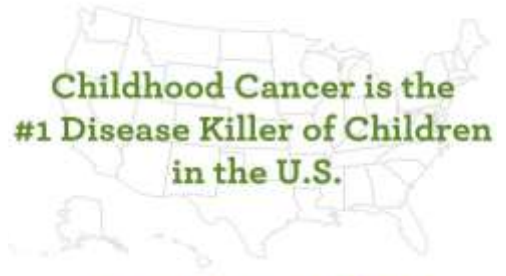 Childhood Cancer is the
#1 Disease Killer of Children
in the U.S.